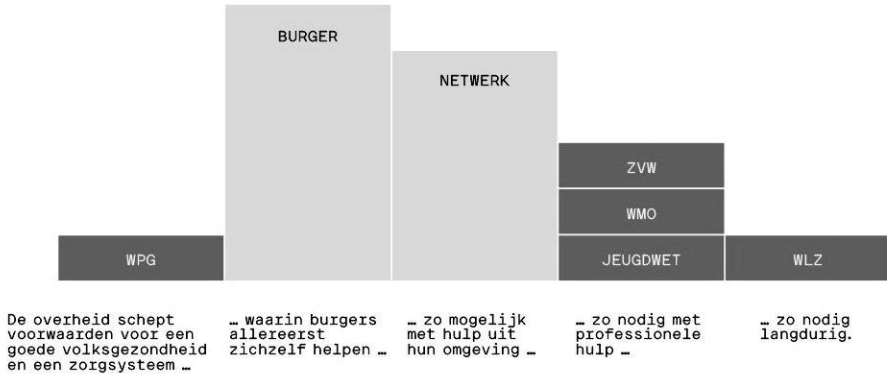 BURGER
NETWERK
ZVW
WMO
WPG
JEUGDWET
WLZ
De overheid schept
voorwaarden voor een
goede volksgezondheid
en een zorgsysteem …
… waarin burgers
allereerst
zichzelf helpen …
… zo mogelijk
met hulp uit
hun omgeving …
… zo nodig met
professionele
hulp …
… zo nodig
langdurig.